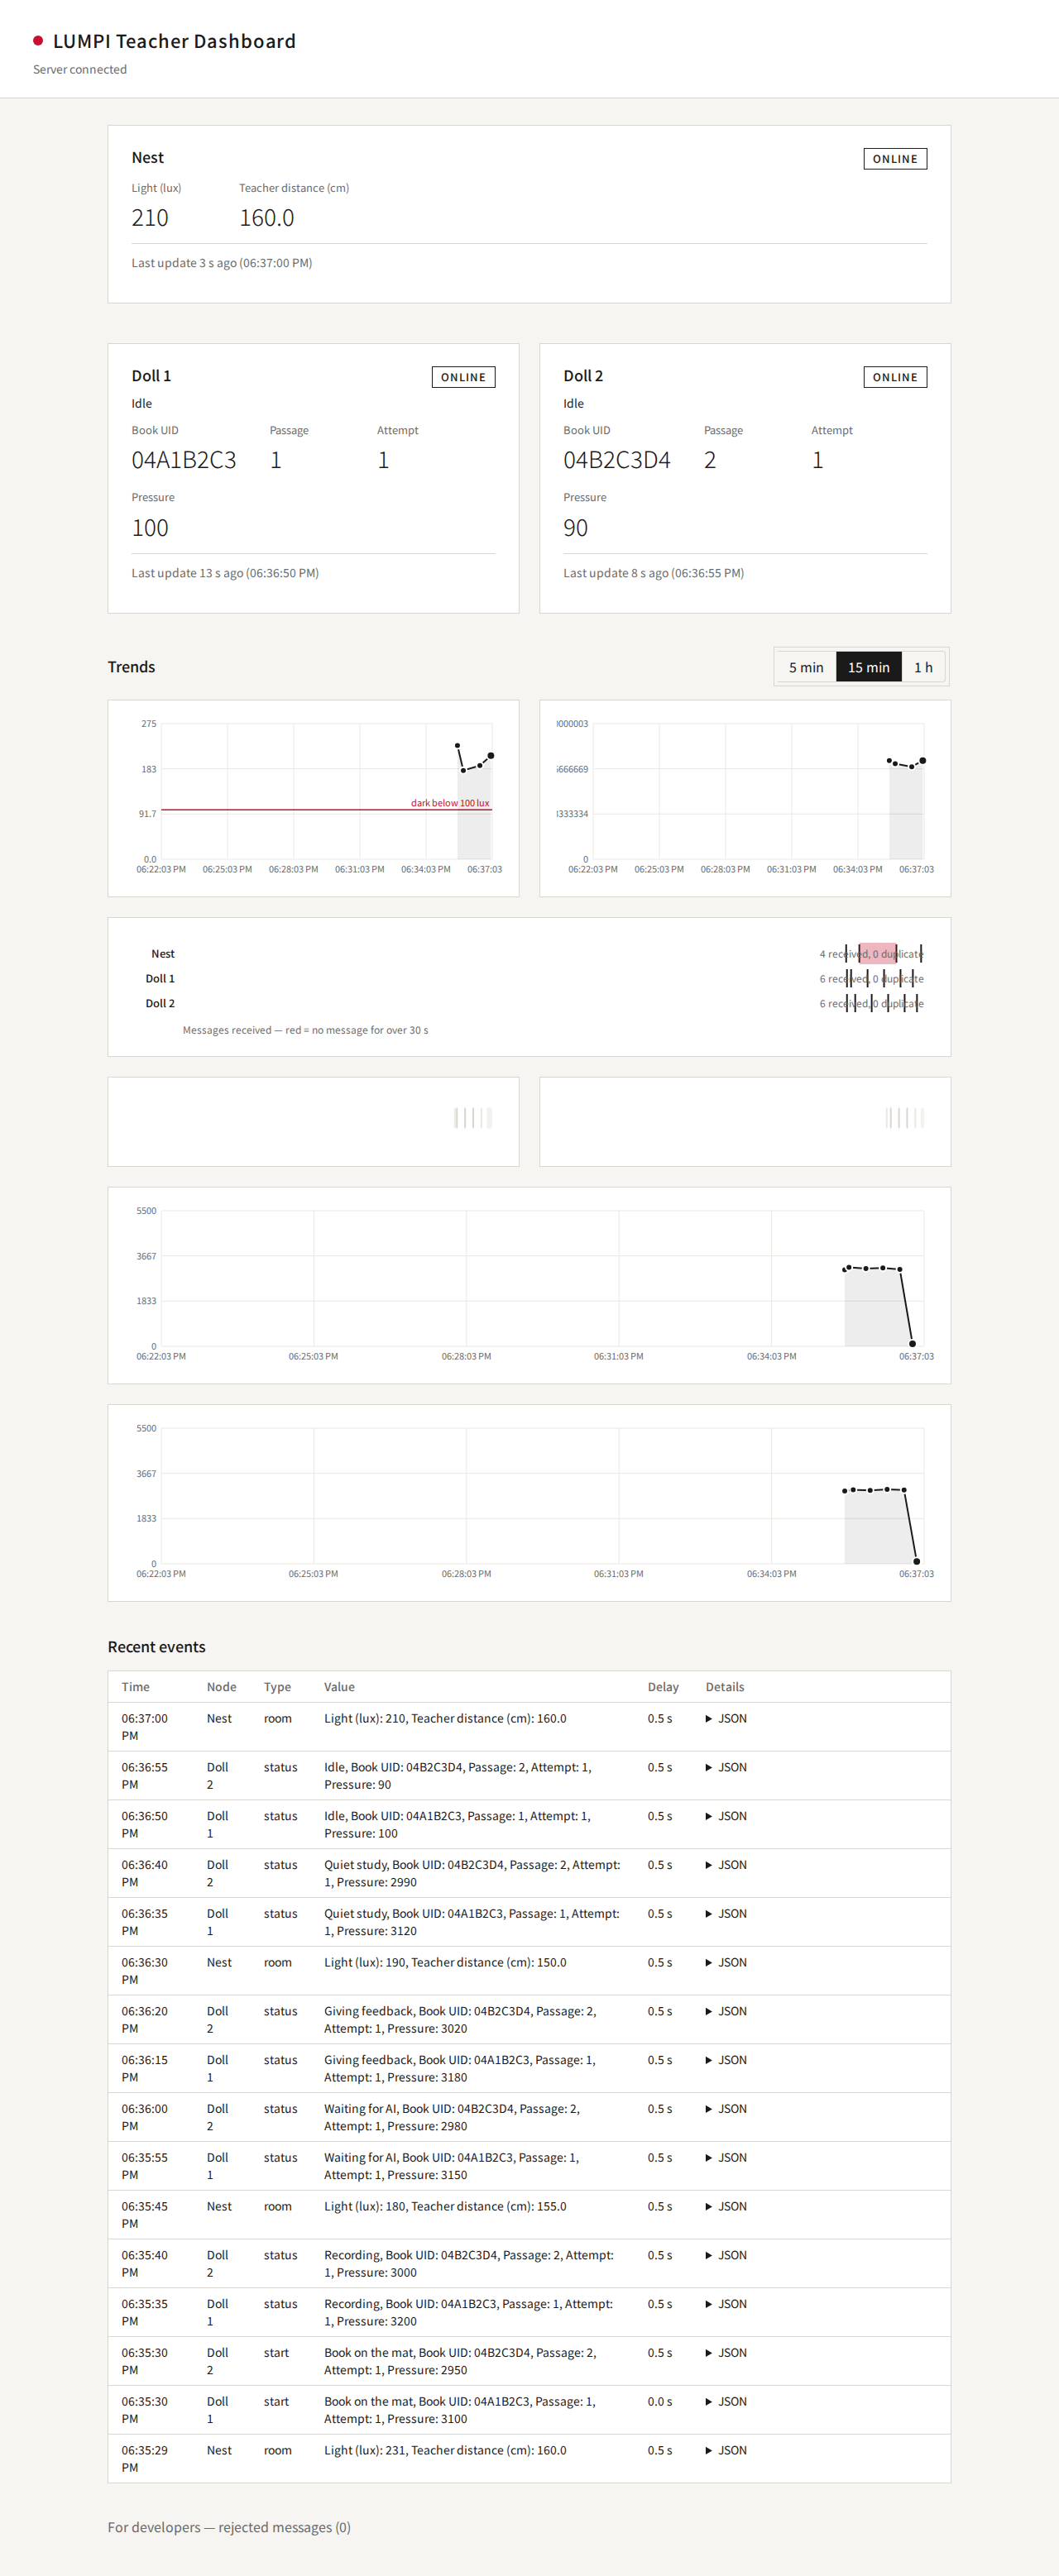 LUMPI Teacher Dashboard
Server connected
Nest
ONLINE
Light (lux)
Teacher distance (cm)
210
160.0
Last update 3 s ago (06:37:00 PM)
Doll 1
ONLINE
Idle
Book UID
Passage
Attempt
04A1B2C3
1
1
Pressure
100
Last update 13 s ago (06:36:50 PM)
Doll 2
ONLINE
Idle
Book UID
Passage
Attempt
04B2C3D4
2
1
Pressure
90
Last update 8 s ago (06:36:55 PM)
Trends
5 min
15 min
1 h
275
183
91.7
0.0
dark below 100 lux
06:22:03 PM 06:25:03 PM 06:28:03 PM 06:31:03 PM 06:34:03 PM 06:37:03
0000003
6666669
333334
0
06:22:03 PM 06:25:03 PM 06:28:03 PM 06:31:03 PM 06:34:03 PM 06:37:03
Nest
4 received, 0 duplicate
Doll 1
6 received, 0 duplicate
Doll 2
6 received, 0 duplicate
Messages received — red = no message for over 30 s
5500
3667
1833
0
06:22:03 PM 06:25:03 PM 06:28:03 PM 06:31:03 PM 06:34:03 PM 06:37:03
5500
3667
1833
0
06:22:03 PM 06:25:03 PM 06:28:03 PM 06:31:03 PM 06:34:03 PM 06:37:03
Recent events
Time Node Type Value Delay Details
06:37:00 Nest room Light (lux): 210, Teacher distance (cm): 160.0 0.5 s JSON
PM
06:36:55 Doll status Idle, Book UID: 04B2C3D4, Passage: 2, Attempt: 1, 0.5 s JSON
PM 2 Pressure: 90
06:36:50 Doll status Idle, Book UID: 04A1B2C3, Passage: 1, Attempt: 1, 0.5 s JSON
PM 1 Pressure: 100
06:36:40 Doll status Quiet study, Book UID: 04B2C3D4, Passage: 2, Attempt: 0.5 s JSON
PM 2 1, Pressure: 2990
06:36:35 Doll status Quiet study, Book UID: 04A1B2C3, Passage: 1, Attempt: 0.5 s JSON
PM 1 1, Pressure: 3120
06:36:30 Nest room Light (lux): 190, Teacher distance (cm): 150.0 0.5 s JSON
PM
06:36:20 Doll status Giving feedback, Book UID: 04B2C3D4, Passage: 2, 0.5 s JSON
PM 2 Attempt: 1, Pressure: 3020
06:36:15 Doll status Giving feedback, Book UID: 04A1B2C3, Passage: 1, 0.5 s JSON
PM 1 Attempt: 1, Pressure: 3180
06:36:00 Doll status Waiting for AI, Book UID: 04B2C3D4, Passage: 2, 0.5 s JSON
PM 2 Attempt: 1, Pressure: 2980
06:35:55 Doll status Waiting for AI, Book UID: 04A1B2C3, Passage: 1, 0.5 s JSON
PM 1 Attempt: 1, Pressure: 3150
06:35:45 Nest room Light (lux): 180, Teacher distance (cm): 155.0 0.5 s JSON
PM
06:35:40 Doll status Recording, Book UID: 04B2C3D4, Passage: 2, Attempt: 0.5 s JSON
PM 2 1, Pressure: 3000
06:35:35 Doll status Recording, Book UID: 04A1B2C3, Passage: 1, Attempt: 0.5 s JSON
PM 1 1, Pressure: 3200
06:35:30 Doll start Book on the mat, Book UID: 04B2C3D4, Passage: 2, 0.5 s JSON
PM 2 Attempt: 1, Pressure: 2950
06:35:30 Doll start Book on the mat, Book UID: 04A1B2C3, Passage: 1, 0.0 s JSON
PM 1 Attempt: 1, Pressure: 3100
06:35:29 Nest room Light (lux): 231, Teacher distance (cm): 160.0 0.5 s JSON
PM
For developers — rejected messages (0)